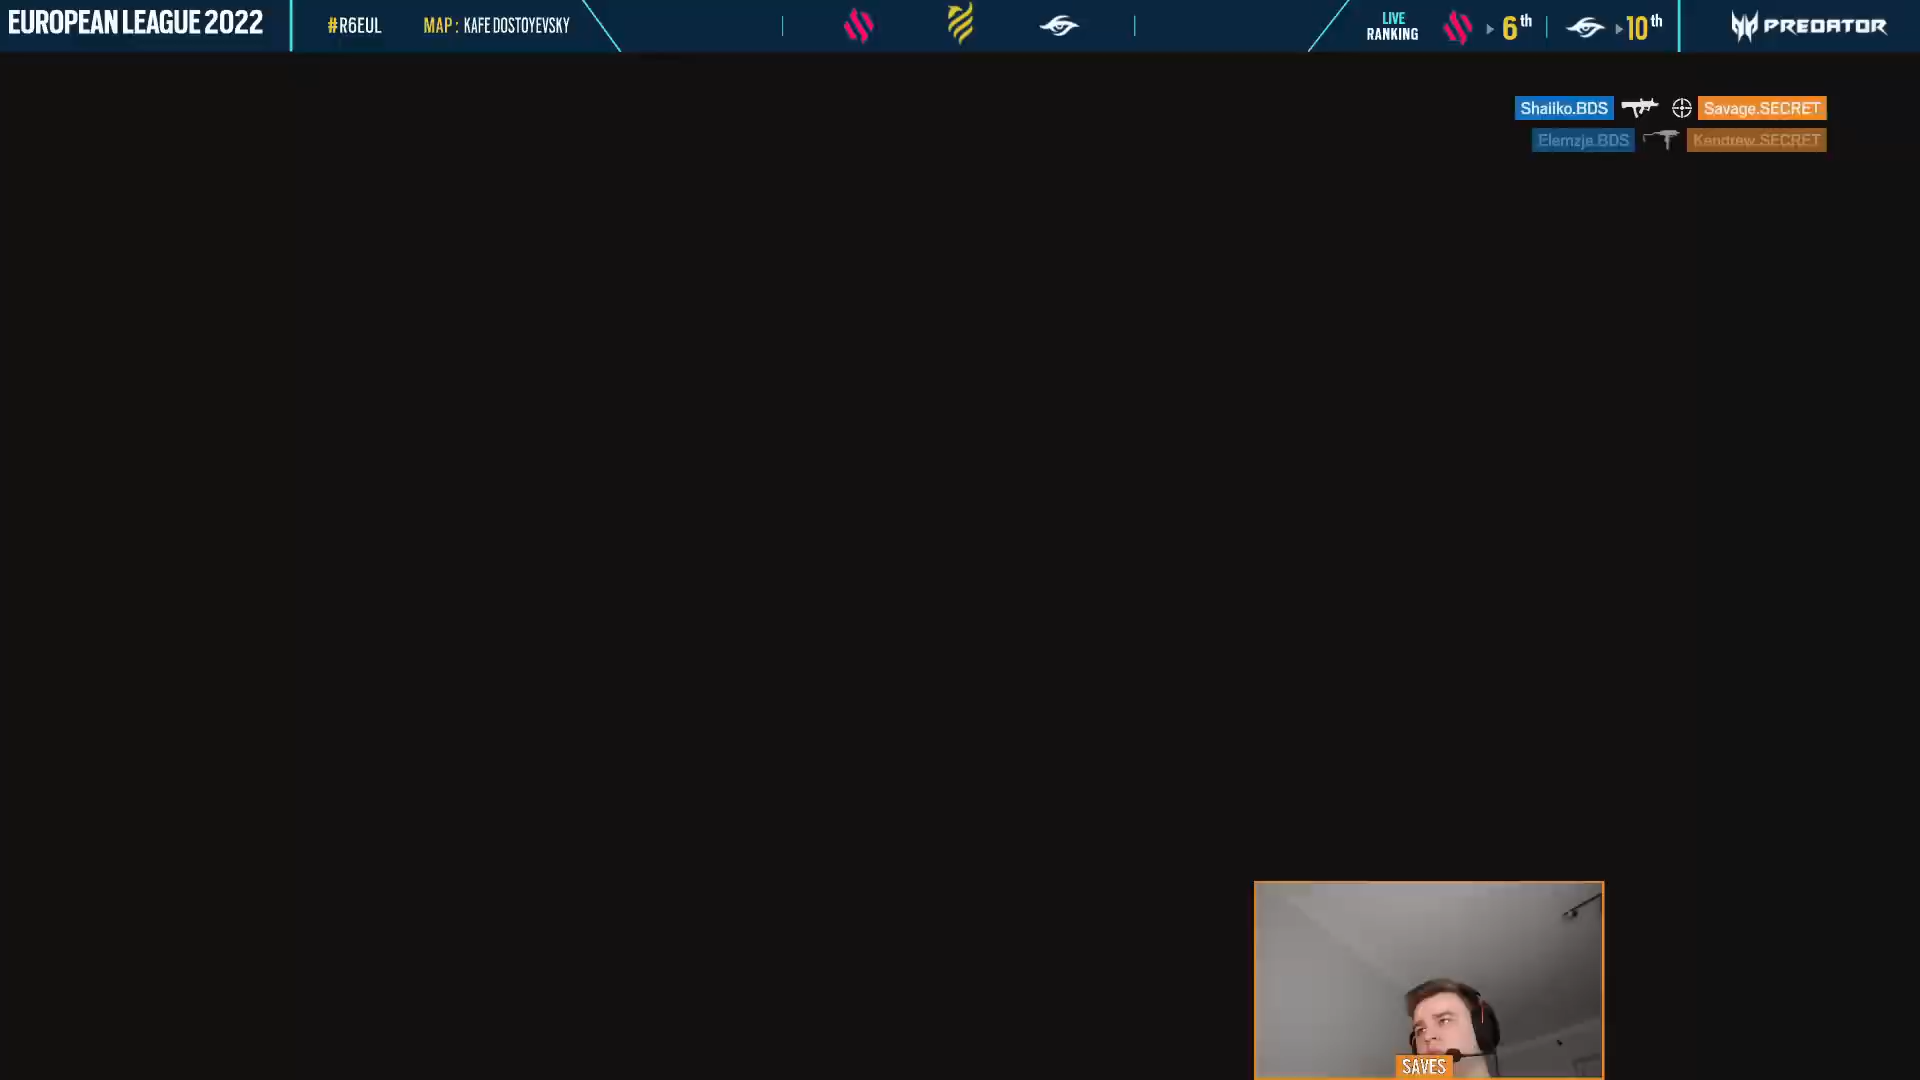 EUROPEAN LEAGUE 2022
#R6EUL
MAP : KAFE DOSTOYEVSKY
LIVE RANKING
6th
10th
PREDATOR
Shaiiko.BDS Savage.SECRET
Elemzje.BDS Kendrew.SECRET
SAVES